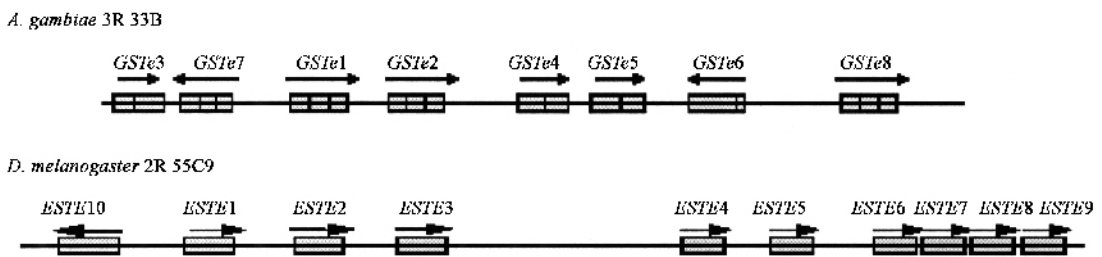 A. gambiae 3R 33B
GSTe3 GSTe7 GSTe1 GSTe2 GSTe4 GSTe5 GSTe6 GSTe8
D. melanogaster 2R 55C9
ESTE10 ESTE1 ESTE2 ESTE3 ESTE4 ESTE5 ESTE6 ESTE7 ESTE8 ESTE9